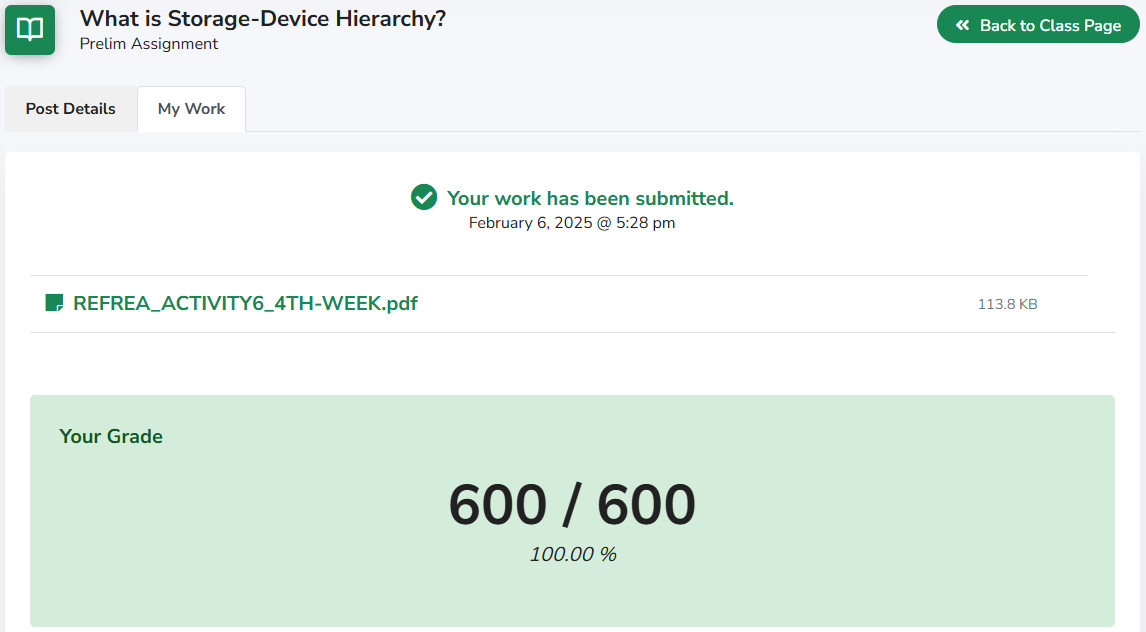 What is Storage-Device Hierarchy?
Prelim Assignment
Back to Class Page
Post Details
My Work
Your work has been submitted.
February 6, 2025 @ 5:28 pm
REFREA_ACTIVITY6_4TH-WEEK.pdf
113.8 KB
Your Grade
600 / 600
100.00 %